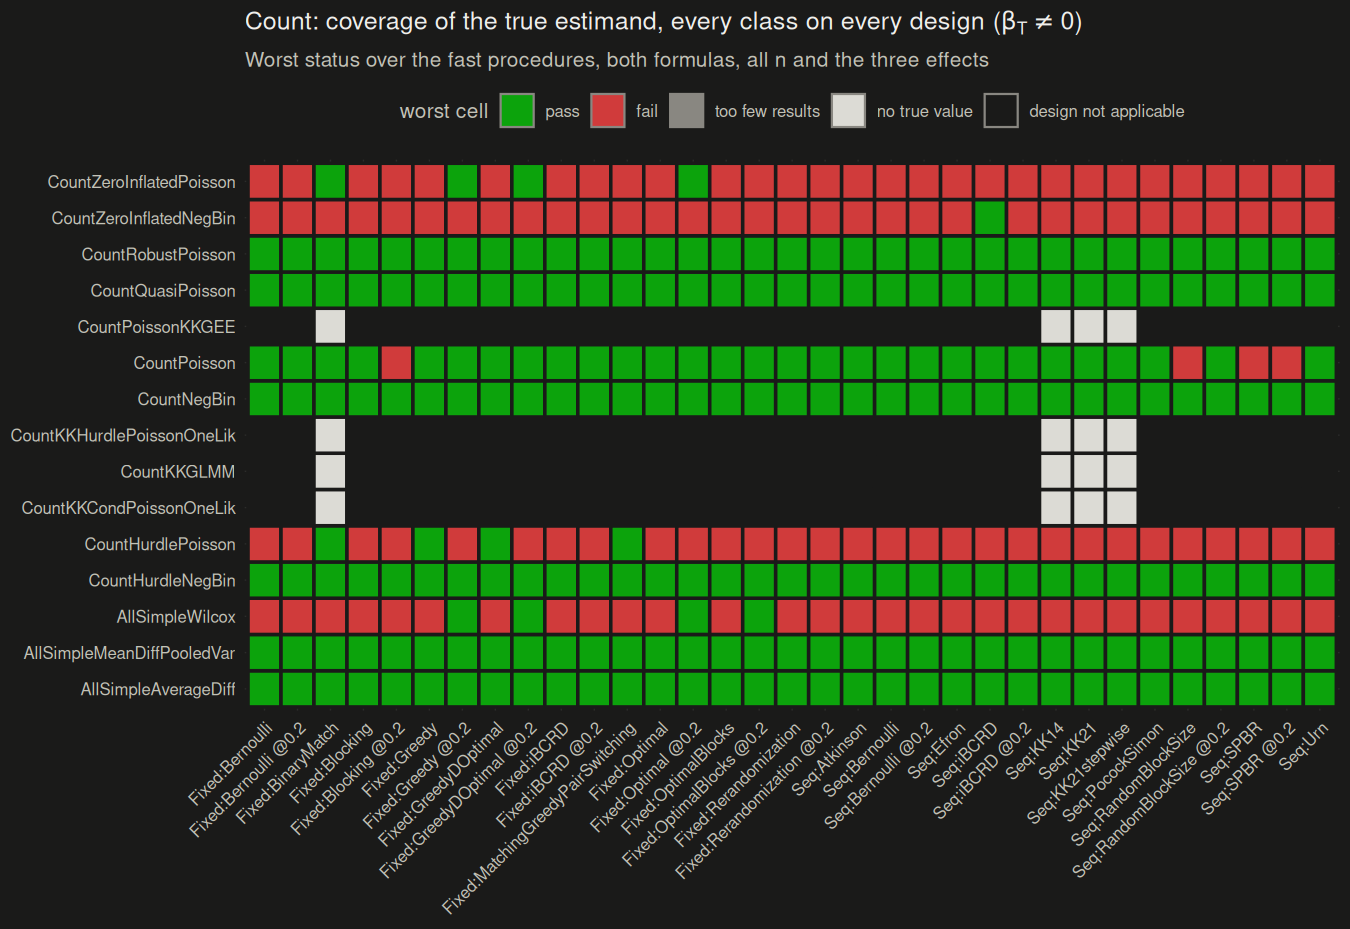 Count: coverage of the true estimand, every class on every design (βT ≠ 0)
Worst status over the fast procedures, both formulas, all n and the three effects
worst cell pass fail too few results no true value design not applicable
CountZeroInflatedPoisson
CountZeroInflatedNegBin
CountRobustPoisson
CountQuasiPoisson
CountPoissonKKGEE
CountPoisson
CountNegBin
CountKKHurdlePoissonOneLik
CountKKGLMM
CountKKCondPoissonOneLik
CountHurdlePoisson
CountHurdleNegBin
AllSimpleWilcox
AllSimpleMeanDiffPooledVar
AllSimpleAverageDiff
Fixed:Bernoulli
Fixed:Bernoulli @0.2
Fixed:BinaryMatch
Fixed:Blocking
Fixed:Blocking @0.2
Fixed:Greedy
Fixed:Greedy @0.2
Fixed:GreedyDOptimal
Fixed:GreedyDOptimal @0.2
Fixed:iBCRD
Fixed:iBCRD @0.2
Fixed:MatchingGreedyPairSwitching
Fixed:Optimal
Fixed:Optimal @0.2
Fixed:OptimalBlocks
Fixed:OptimalBlocks @0.2
Fixed:Rerandomization
Fixed:Rerandomization @0.2
Seq:Atkinson
Seq:Bernoulli
Seq:Bernoulli @0.2
Seq:Efron
Seq:iBCRD
Seq:iBCRD @0.2
Seq:KK14
Seq:KK21
Seq:KK21stepwise
Seq:PocockSimon
Seq:RandomBlockSize
Seq:RandomBlockSize @0.2
Seq:SPBR
Seq:SPBR @0.2
Seq:Urn